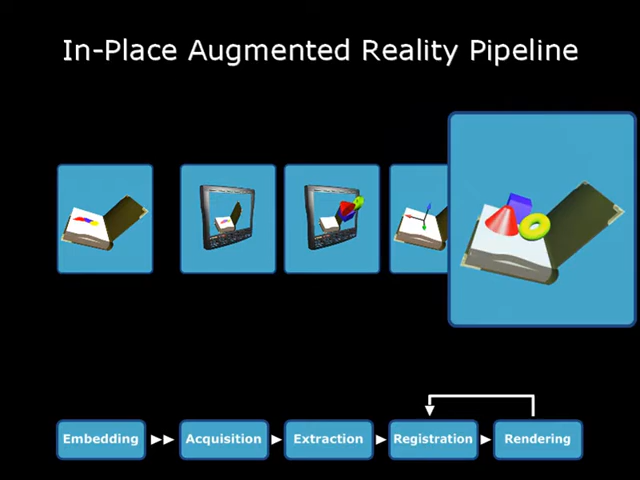 In-Place Augmented Reality Pipeline
Embedding
Acquisition
Extraction
Registration
Rendering